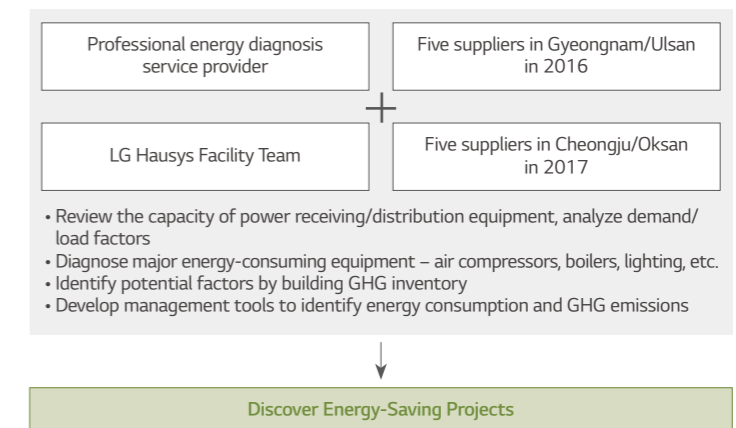 Professional energy diagnosis
service provider
Five suppliers in Gyeongnam/Ulsan
in 2016
+
LG Hausys Facility Team
Five suppliers in Cheongju/Oksan
in 2017
• Review the capacity of power receiving/distribution equipment, analyze demand/
load factors
• Diagnose major energy-consuming equipment – air compressors, boilers, lighting, etc.
• Identify potential factors by building GHG inventory
• Develop management tools to identify energy consumption and GHG emissions
Discover Energy-Saving Projects